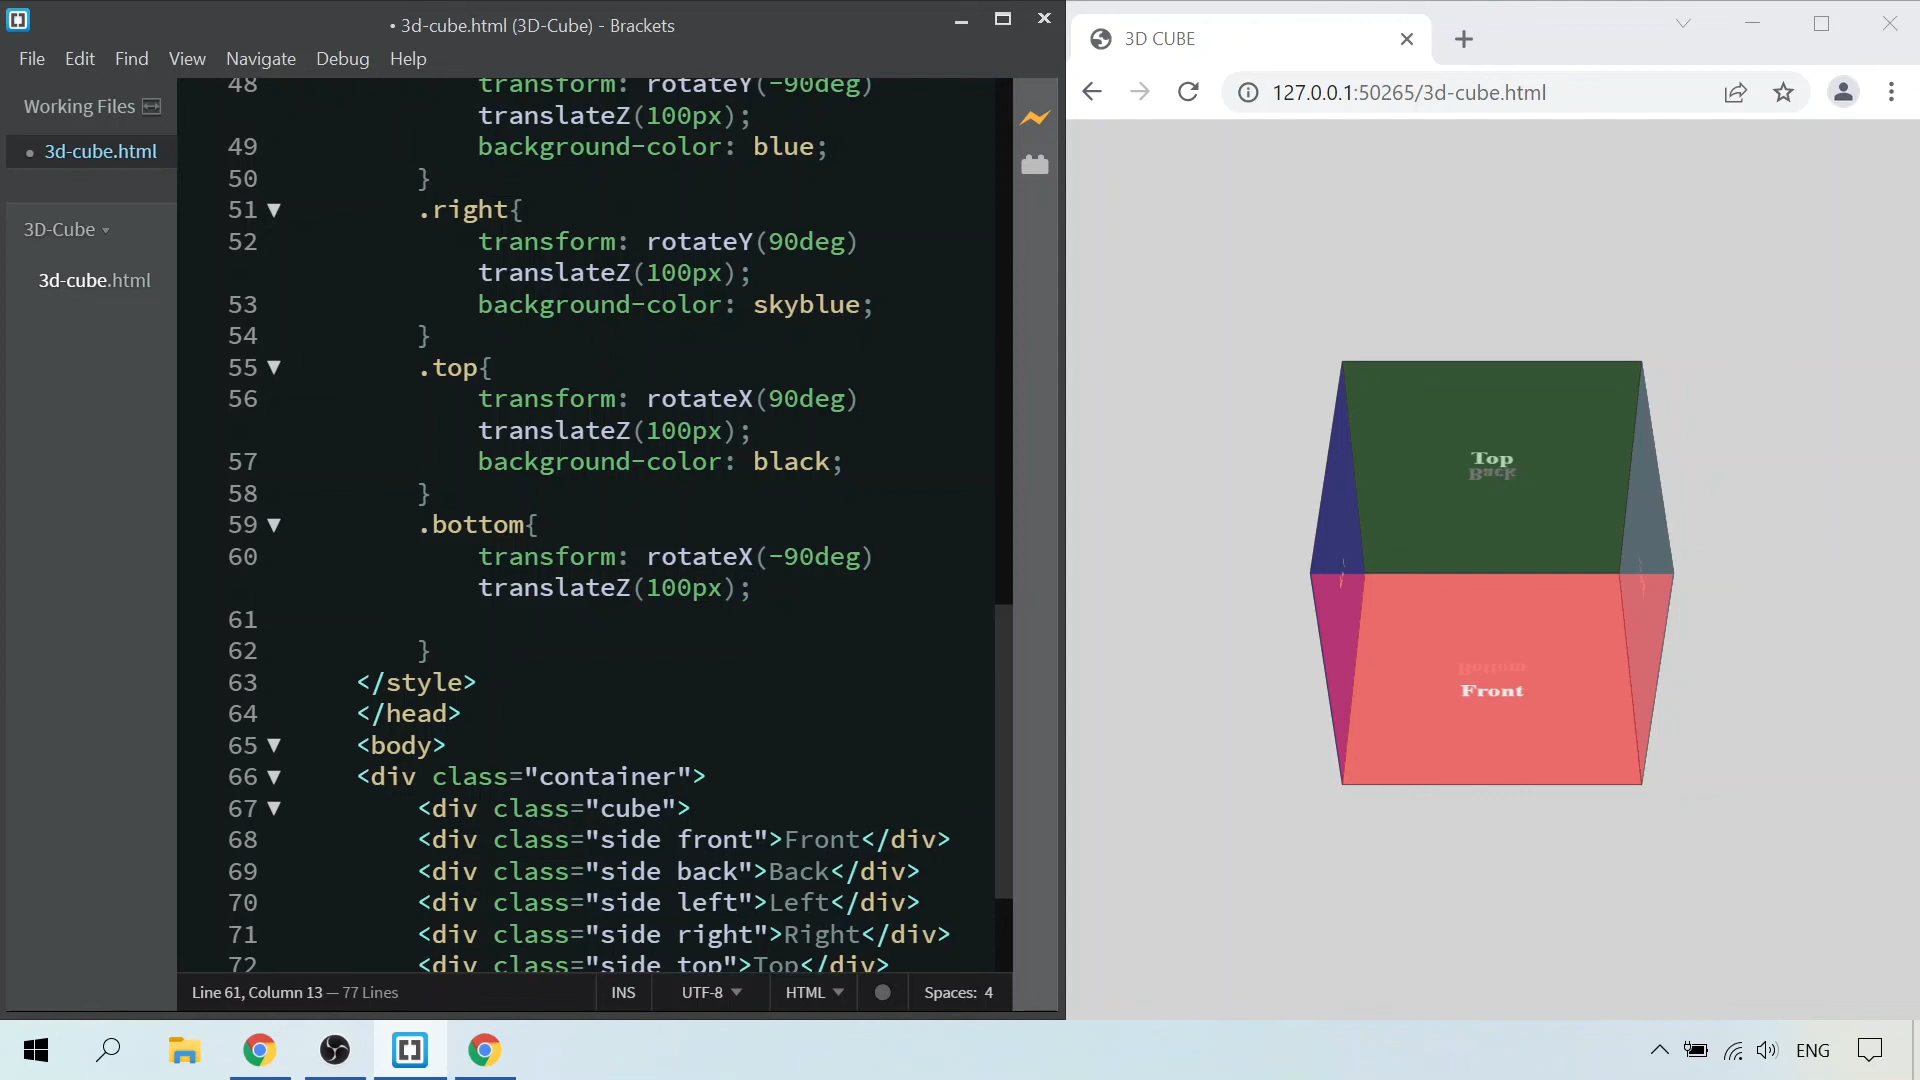 • 3d-cube.html (3D-Cube) - Brackets
File Edit Find View Navigate Debug Help
Working Files
• 3d-cube.html
3D-Cube
3d-cube.html
48 transform: rotateY(-90deg)
translateZ(100px);
49 background-color: blue;
50 }
51 .right{
52 transform: rotateY(90deg)
translateZ(100px);
53 background-color: skyblue;
54 }
55 .top{
56 transform: rotateX(90deg)
translateZ(100px);
57 background-color: black;
58 }
59 .bottom{
60 transform: rotateX(-90deg)
translateZ(100px);
61
62 }
63 </style>
64 </head>
65 <body>
66 <div class="container">
67 <div class="cube">
68 <div class="side front">Front</div>
69 <div class="side back">Back</div>
70 <div class="side left">Left</div>
71 <div class="side right">Right</div>
72 <div class="side top">Top</div>
Line 61, Column 13 — 77 Lines
INS UTF-8 HTML Spaces: 4
3D CUBE
127.0.0.1:50265/3d-cube.html
Top
Back
Bottom
Front
ENG